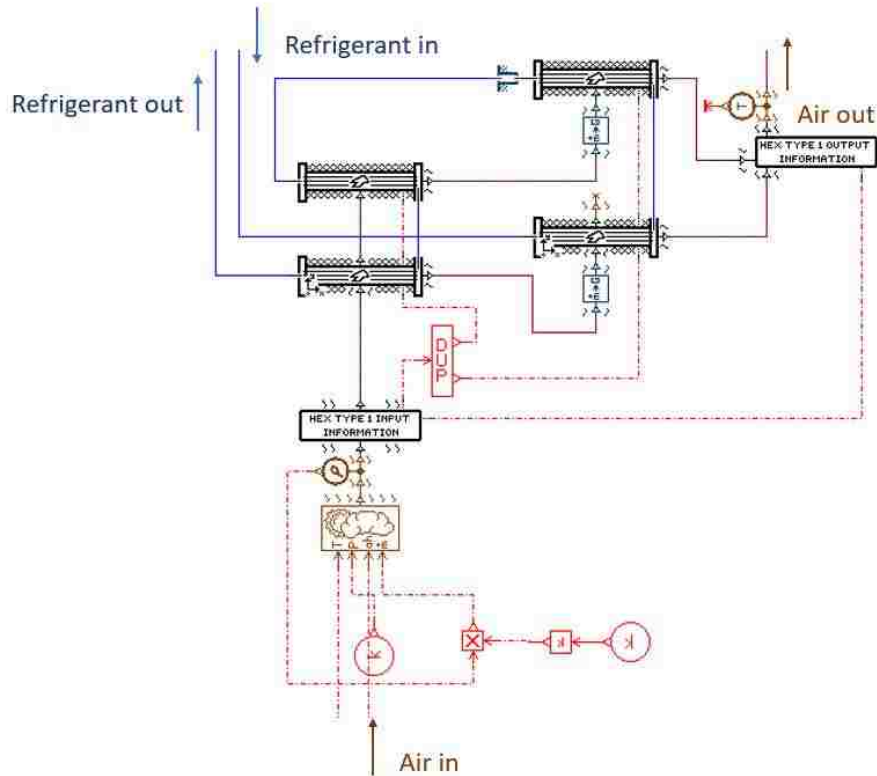 Refrigerant in
Refrigerant out
Air out
T
HEX TYPE 1 OUTPUT
INFORMATION
DUP
HEX TYPE 1 INPUT
INFORMATION
T
P
K
K
K
Air in